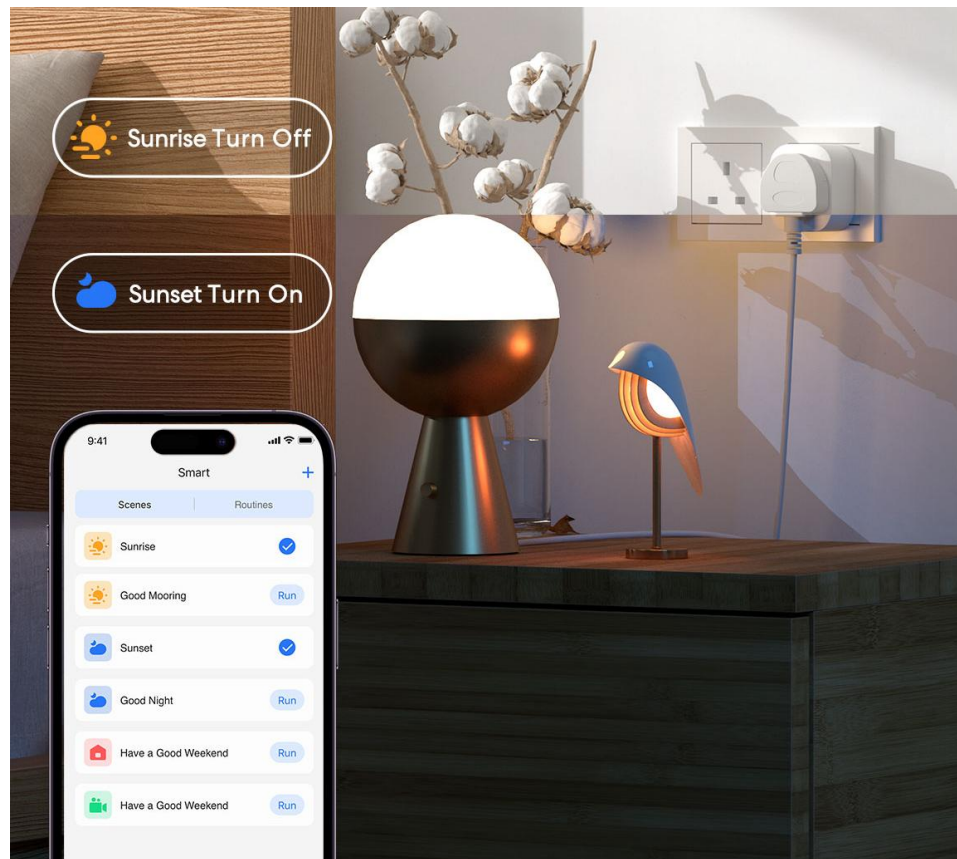 Sunrise Turn Off
Sunset Turn On
9:41
Smart
+
Scenes
Routines
Sunrise
Good Mooring
Run
Sunset
Good Night
Run
Have a Good Weekend
Run
Have a Good Weekend
Run